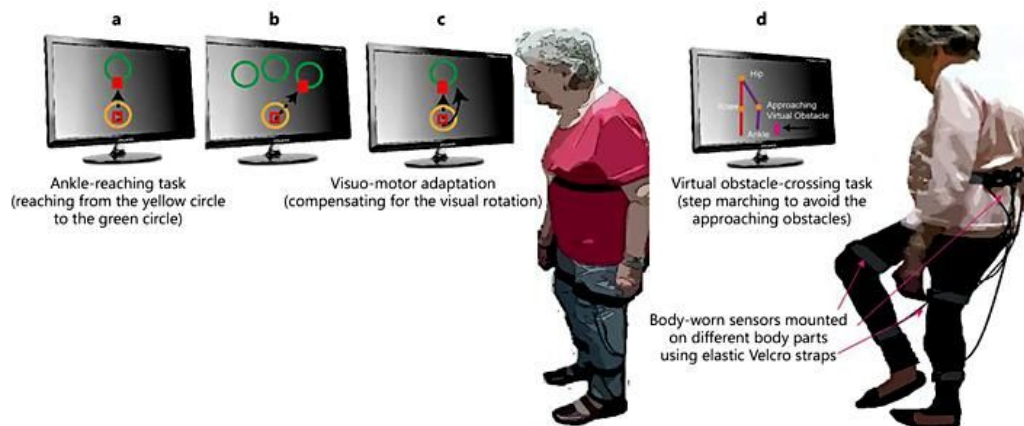 a
b
c
d
Hip
Knee
Approaching
Virtual Obstacle
Ankle
Ankle-reaching task
(reaching from the yellow circle
to the green circle)
Visuo-motor adaptation
(compensating for the visual rotation)
Virtual obstacle-crossing task
(step marching to avoid the
approaching obstacles)
Body-worn sensors mounted
on different body parts
using elastic Velcro straps